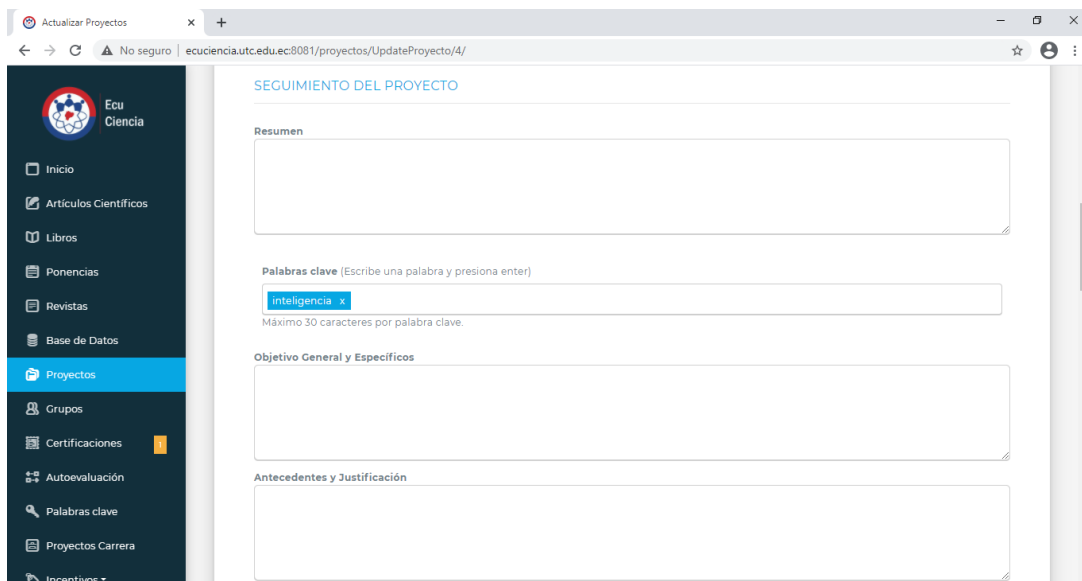 Actualizar Proyectos
No seguro
ecuciencia.utc.edu.ec:8081/proyectos/UpdateProyecto/4/
Ecu
Ciencia
Inicio
Artículos Científicos
Libros
Ponencias
Revistas
Base de Datos
Proyectos
Grupos
Certificaciones 1
Autoevaluación
Palabras clave
Proyectos Carrera
Incentivos
SEGUIMIENTO DEL PROYECTO
Resumen
Palabras clave (Escribe una palabra y presiona enter)
inteligencia x
Máximo 30 caracteres por palabra clave.
Objetivo General y Específicos
Antecedentes y Justificación